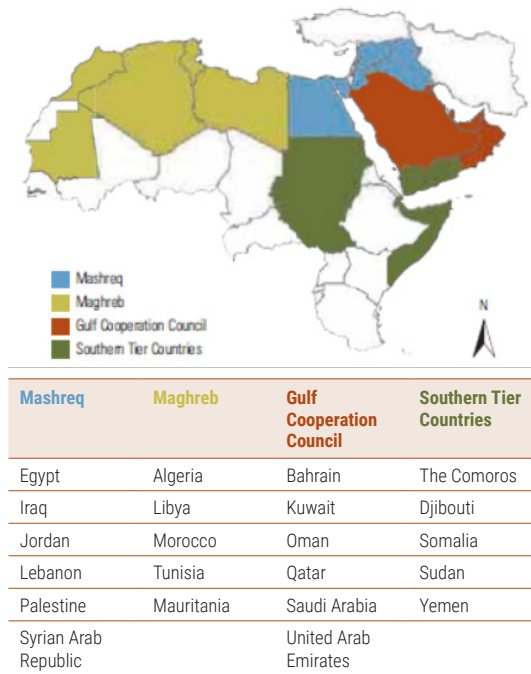 Mashreq
Maghreb
Gulf Cooperation Council
Southern Tier Countries
N
Mashreq Maghreb Gulf Cooperation Council Southern Tier Countries
Egypt Algeria Bahrain The Comoros
Iraq Libya Kuwait Djibouti
Jordan Morocco Oman Somalia
Lebanon Tunisia Qatar Sudan
Palestine Mauritania Saudi Arabia Yemen
Syrian Arab Republic United Arab Emirates